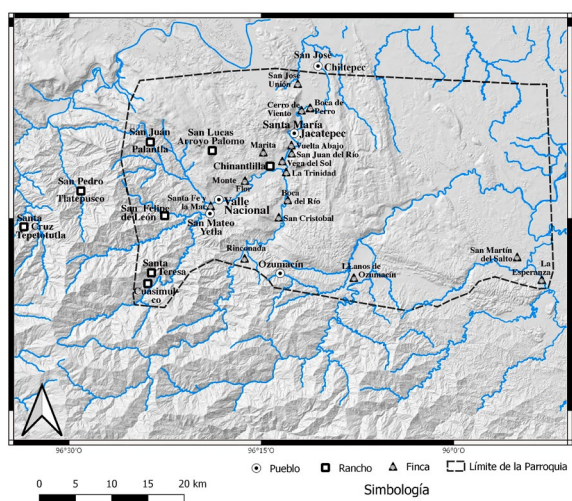 San José
Chiltepec
San José
Unión
Cerro de
Viento
Boca de
Perro
Santa María
Jacatepec
San Juan
Palantla
San Lucas
Arroyo Palomo
Marita
Vuelta Abajo
San Juan del Río
Vega del Sol
Chinantlilla
La Trinidad
San Pedro
Tlatepusco
Monte
Flor
Boca
del Río
Santa Fe y
la Mar
Valle
Nacional
San Felipe
de León
San Cristobal
Santa
Cruz
Tepetotutla
San Mateo
Yetla
Rinconada
San Martín
del Salto
Santa
Teresa
Ozumacín
LLanos de
Ozumacín
La
Esperanza
Cuasimul
co
96°30'O
96°15'O
96°0'O
0 5 10 15 20 km
Pueblo Rancho Finca Límite de la Parroquia
Simbología